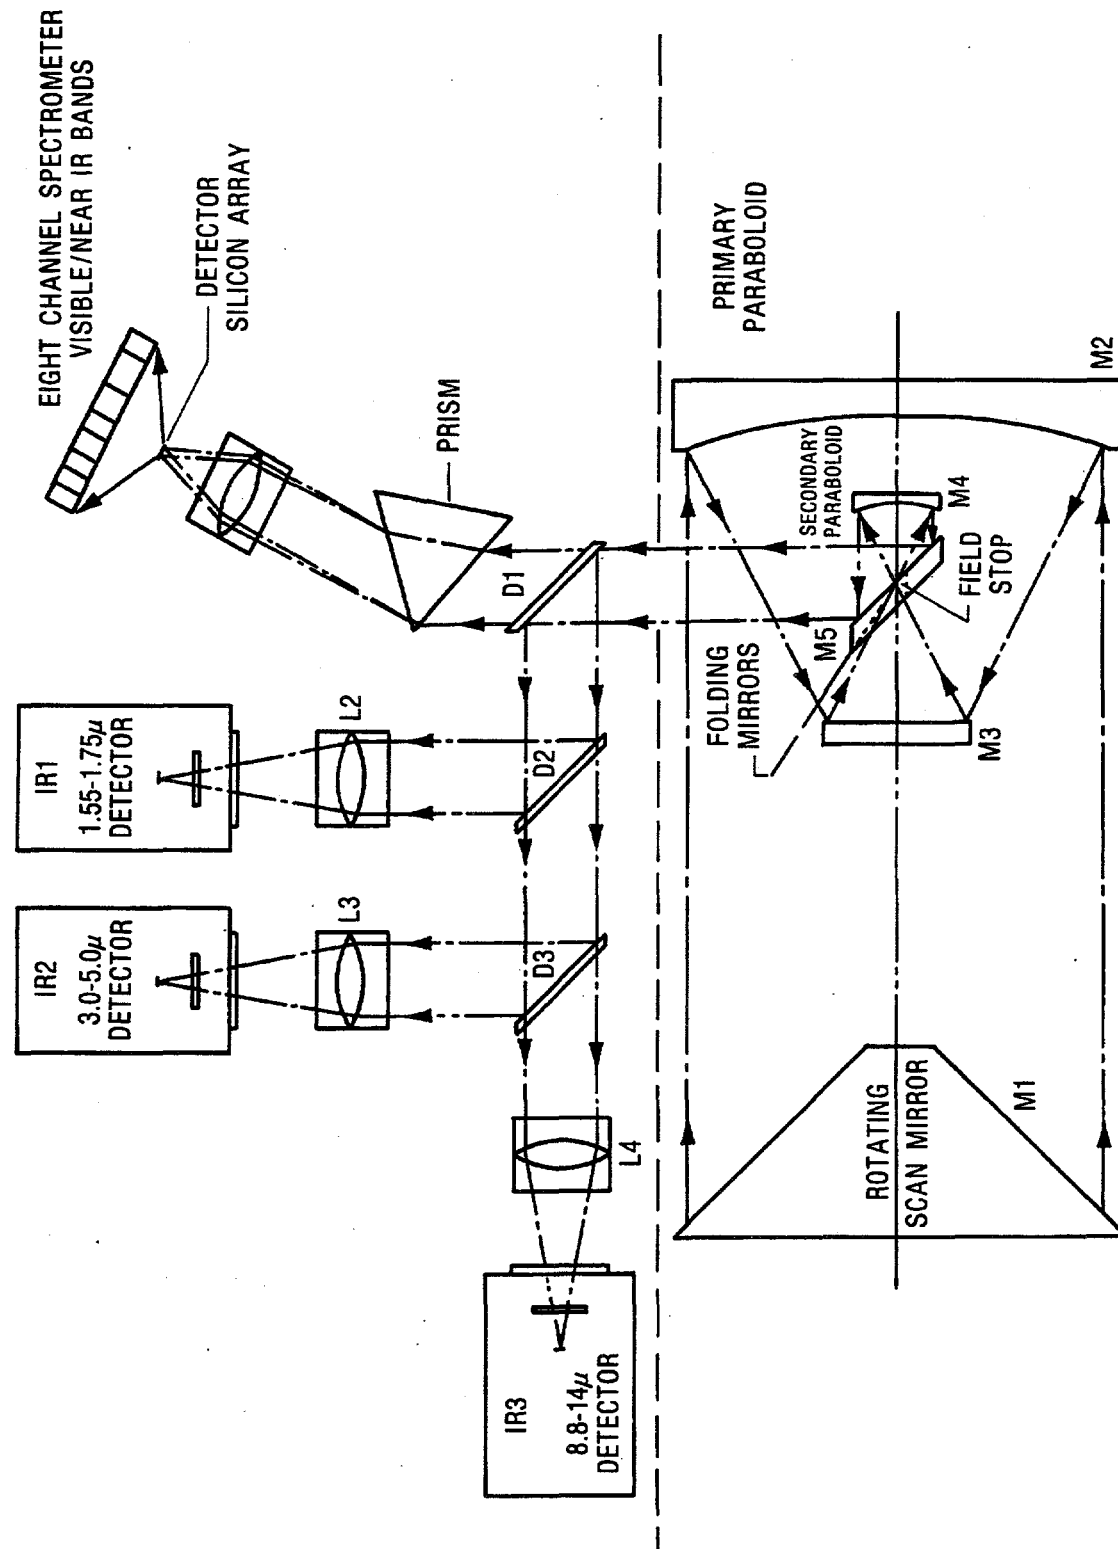 EIGHT CHANNEL SPECTROMETER
VISIBLE/NEAR IR BANDS
DETECTOR
SILICON ARRAY
PRISM
D1
IR1
1.55-1.75μ
DETECTOR
L2
D2
IR2
3.0-5.0μ
DETECTOR
L3
D3
L4
IR3
8.8-14μ
DETECTOR
PRIMARY
PARABOLOID
M2
SECONDARY
PARABOLOID
M4
FIELD
STOP
M5
FOLDING
MIRRORS
M3
ROTATING
SCAN MIRROR
M1